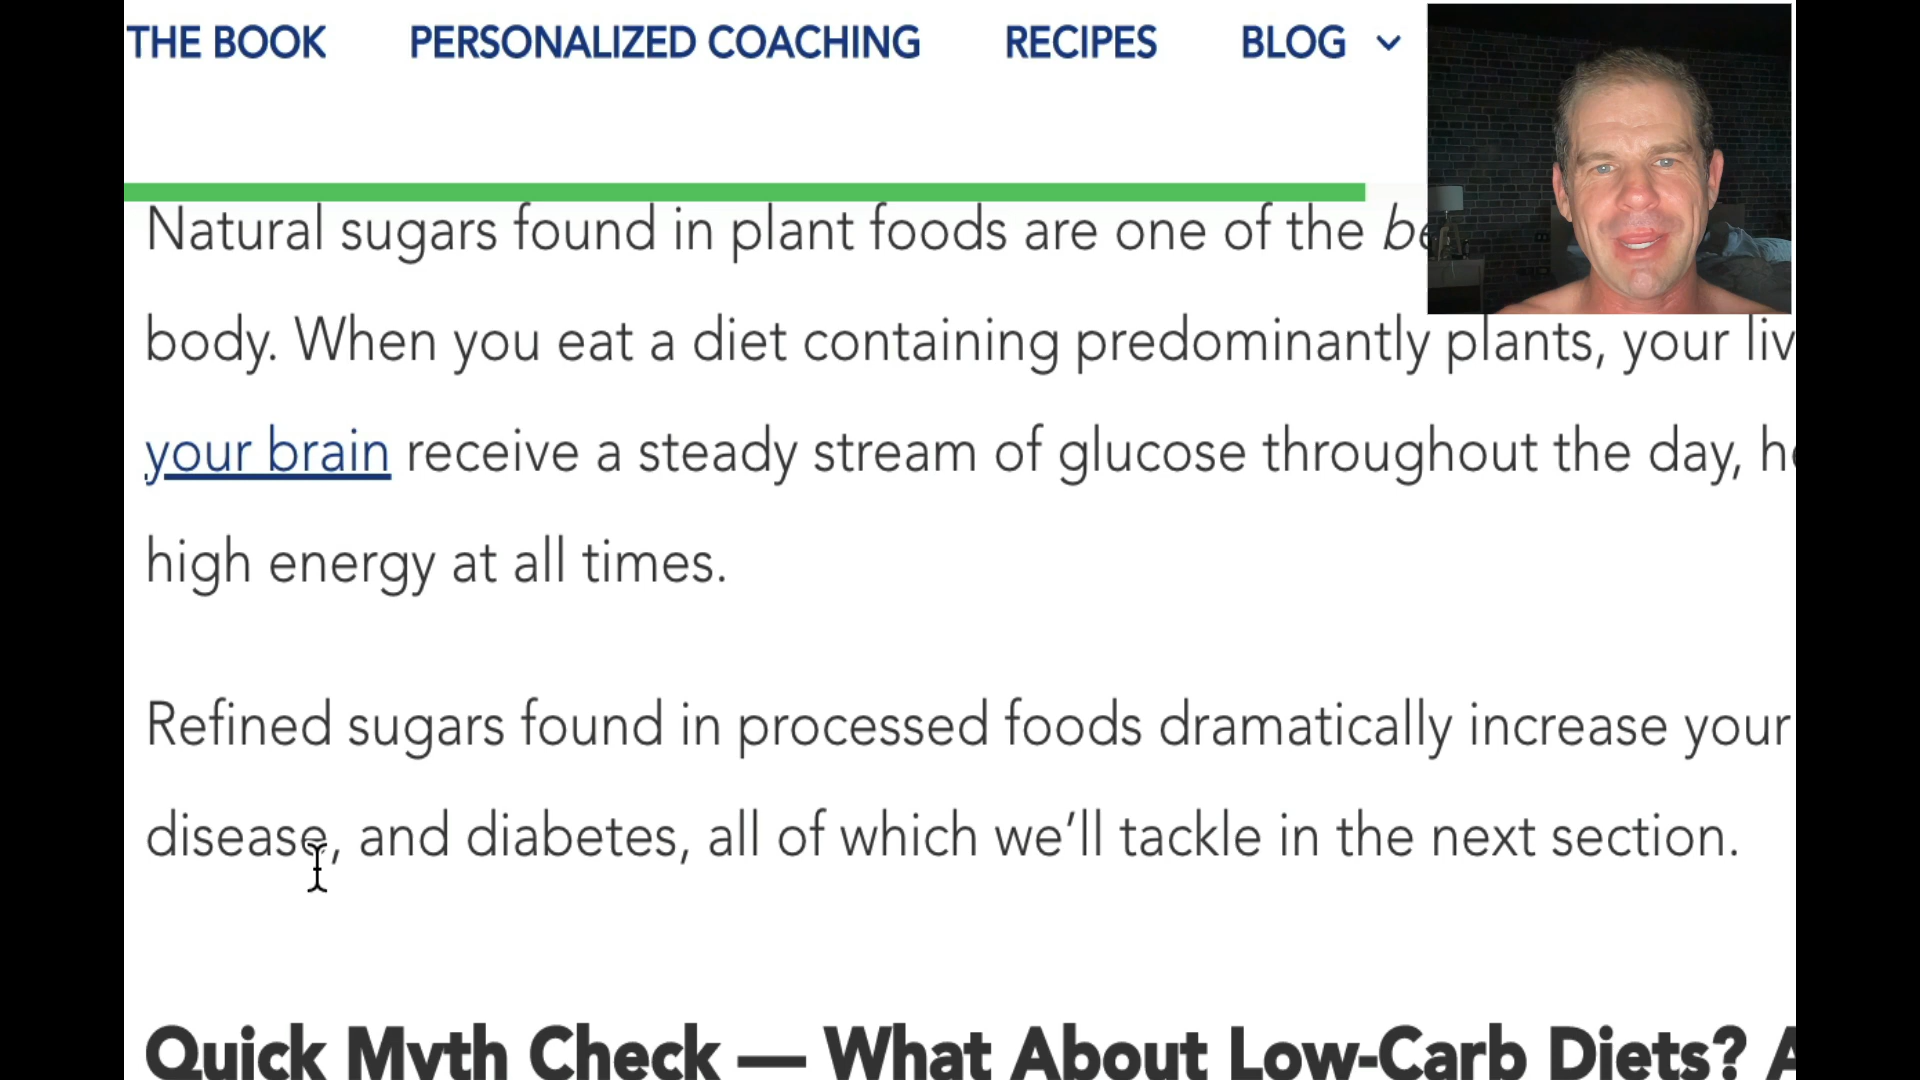 THE BOOK PERSONALIZED COACHING RECIPES BLOG
Natural sugars found in plant foods are one of the
body. When you eat a diet containing predominantly plants, your liv
your brain receive a steady stream of glucose throughout the day, he
high energy at all times.
Refined sugars found in processed foods dramatically increase your
disease, and diabetes, all of which we’ll tackle in the next section.
Quick Myth Check — What About Low-Carb Diets? A